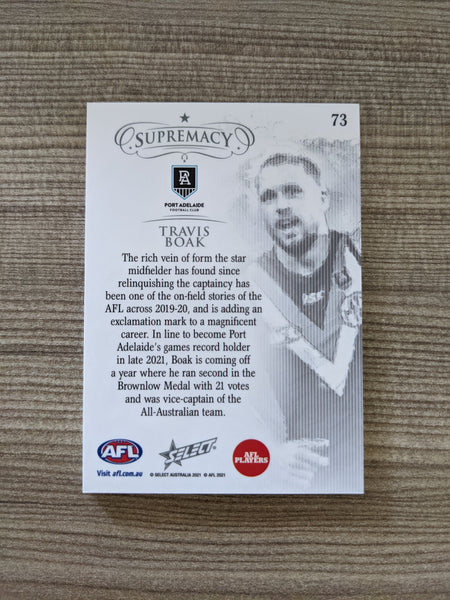 73
SUPREMACY
PA
PORT ADELAIDE
FOOTBALL CLUB
TRAVIS
BOAK
The rich vein of form the star
midfielder has found since
relinquishing the captaincy has
been one of the on-field stories of the
AFL across 2019-20, and is adding an
exclamation mark to a magnificent
career. In line to become Port
Adelaide's games record holder
in late 2021, Boak is coming off
a year where he ran second in the
Brownlow Medal with 21 votes
and was vice-captain of the
All-Australian team.
AFL
Visit afl.com.au
SELECT
© SELECT AUSTRALIA 2021 © AFL 2021
AFL
PLAYERS